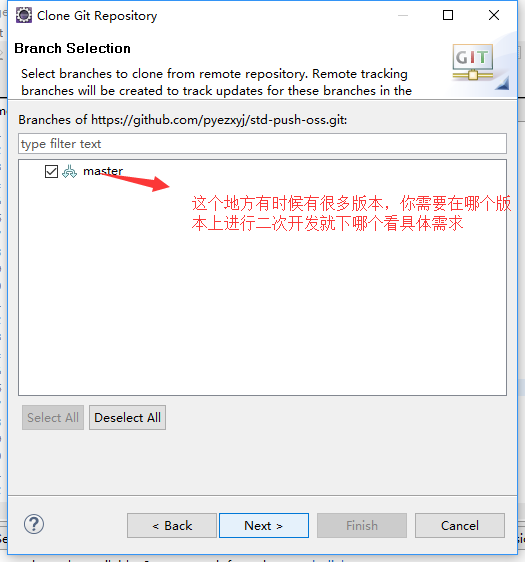 Clone Git Repository
Branch Selection
GIT
Select branches to clone from remote repository. Remote tracking
branches will be created to track updates for these branches in the
Branches of https://github.com/pyezxyj/std-push-oss.git:
type filter text
master
这个地方有时候有很多版本，你需要在哪个版
本上进行二次开发就下哪个看具体需求
Select All
Deselect All
?
< Back
Next >
Finish
Cancel